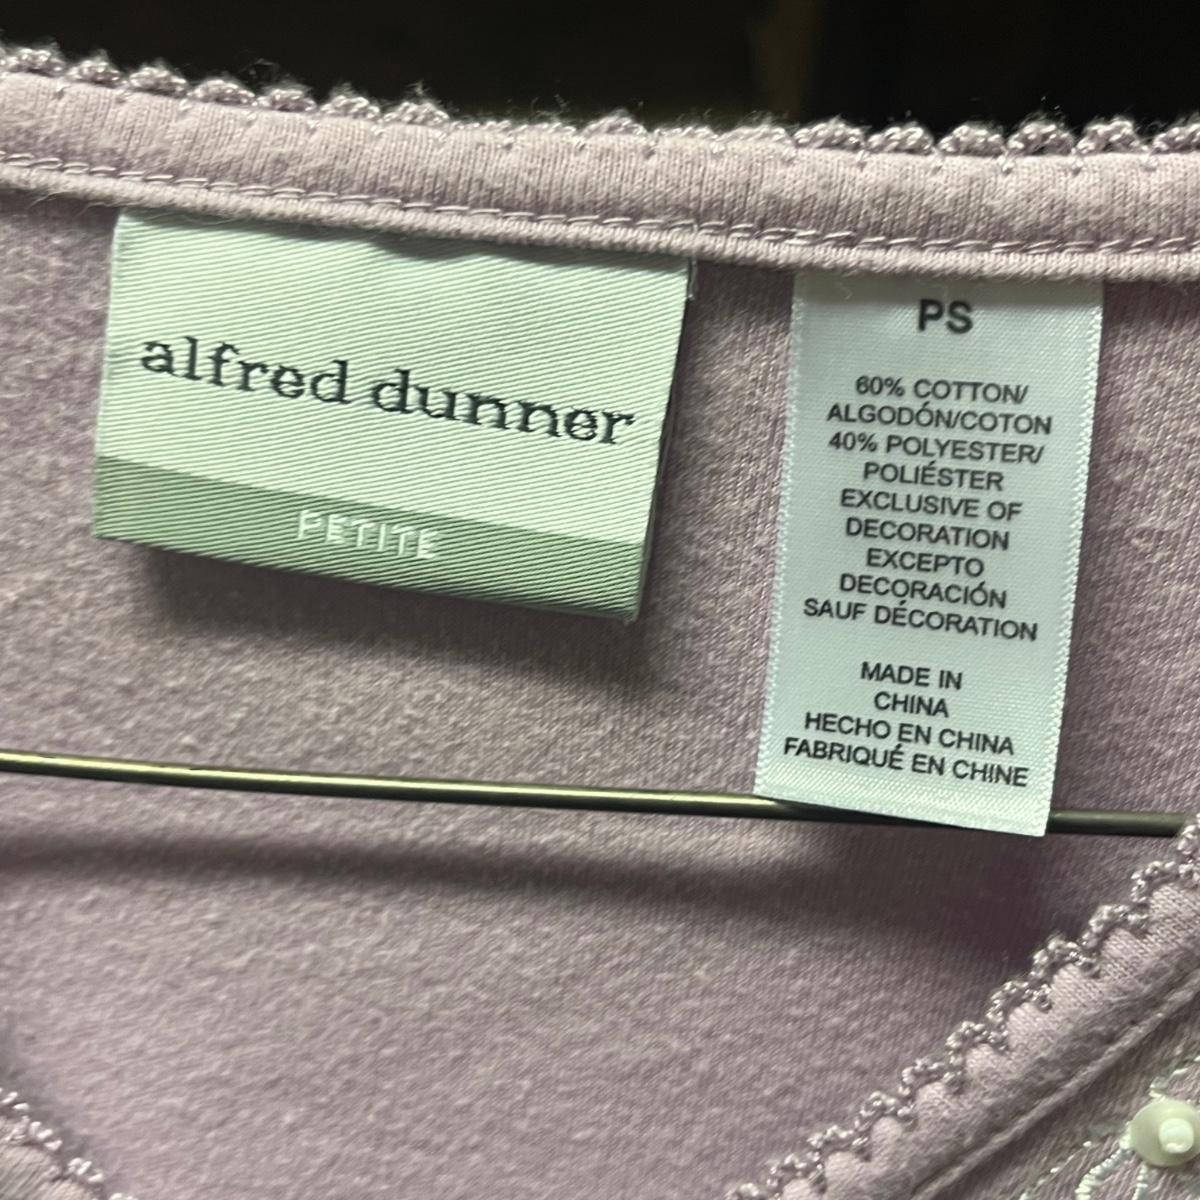 alfred dunner
PETITE
PS
60% COTTON/
ALGODÓN/COTON
40% POLYESTER/
POLIÉSTER
EXCLUSIVE OF
DECORATION
EXCEPTO
DECORACIÓN
SAUF DÉCORATION
MADE IN
CHINA
HECHO EN CHINA
FABRIQUÉ EN CHINE